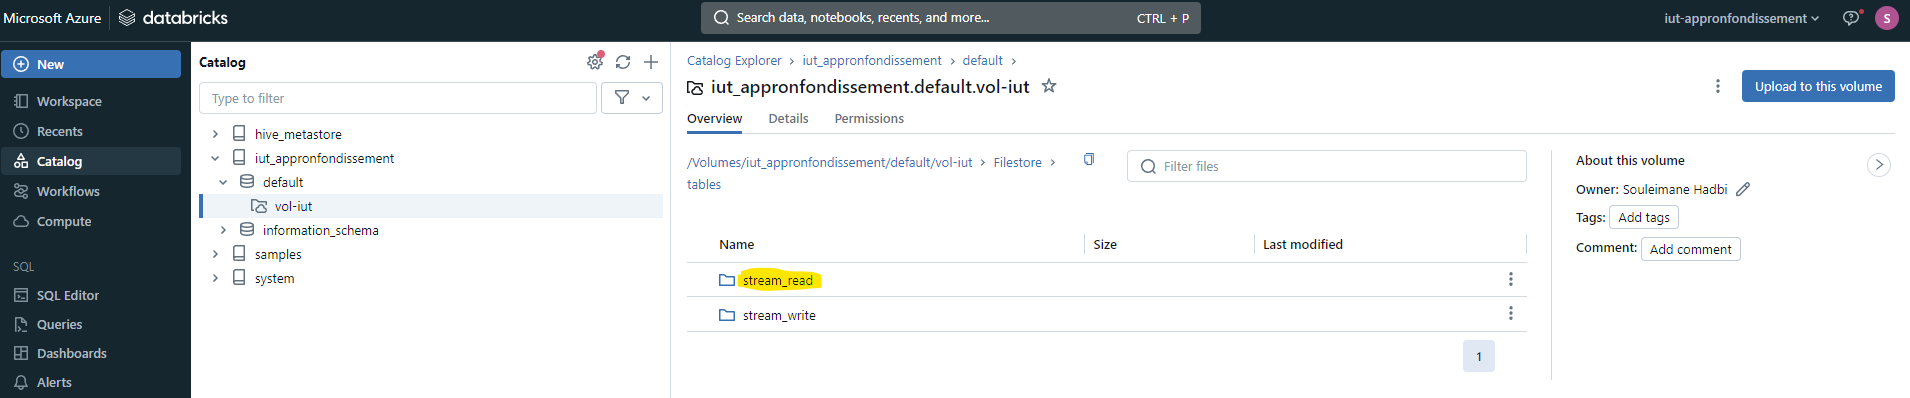 Microsoft Azure
databricks
Search data, notebooks, recents, and more...
CTRL + P
iut-appronfondissement
S
New
Workspace
Recents
Catalog
Workflows
Compute
SQL
SQL Editor
Queries
Dashboards
Alerts
Catalog
Type to filter
hive_metastore
iut_appronfondissement
default
vol-iut
information_schema
samples
system
Catalog Explorer > iut_appronfondissement > default >
iut_appronfondissement.default.vol-iut
Upload to this volume
Overview Details Permissions
/Volumes/iut_appronfondissement/default/vol-iut > Filestore >
tables
Filter files
Name Size Last modified
stream_read
stream_write
1
About this volume
Owner: Souleimane Hadbi
Tags: Add tags
Comment: Add comment